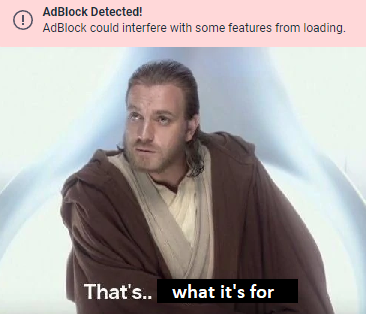 AdBlock Detected!
AdBlock could interfere with some features from loading.
That's.. what it's for